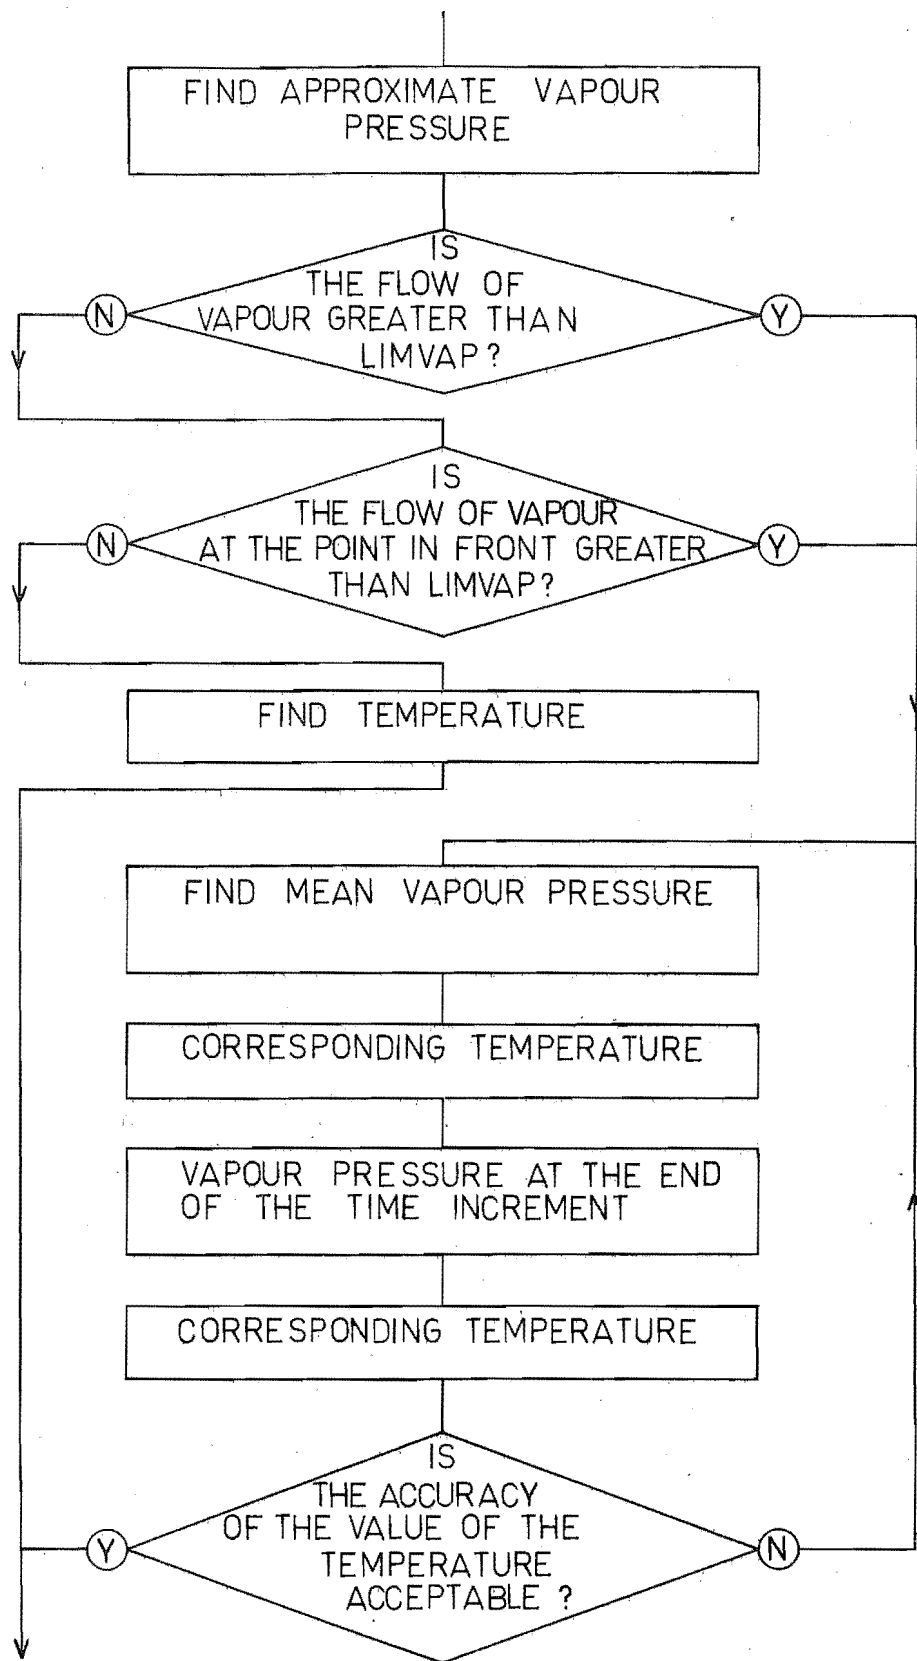 FIND APPROXIMATE VAPOUR
PRESSURE
IS
THE FLOW OF
VAPOUR GREATER THAN
LIMVAP?
N
Y
IS
THE FLOW OF VAPOUR
AT THE POINT IN FRONT GREATER
THAN LIMVAP?
N
Y
FIND TEMPERATURE
FIND MEAN VAPOUR PRESSURE
CORRESPONDING TEMPERATURE
VAPOUR PRESSURE AT THE END
OF THE TIME INCREMENT
CORRESPONDING TEMPERATURE
IS
THE ACCURACY
OF THE VALUE OF THE
TEMPERATURE
ACCEPTABLE ?
Y
N